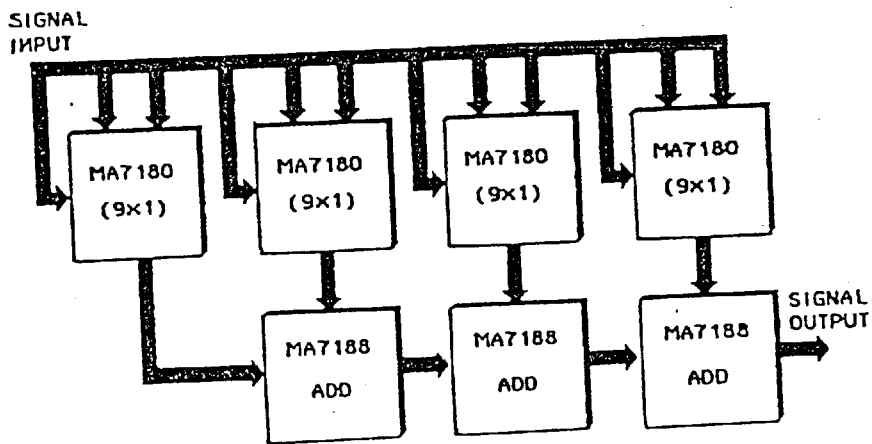 SIGNAL
INPUT
MA7180
(9×1)
MA7180
(9×1)
MA7180
(9×1)
MA7180
(9×1)
MA7188
ADD
MA7188
ADD
MA7188
ADD
SIGNAL
OUTPUT